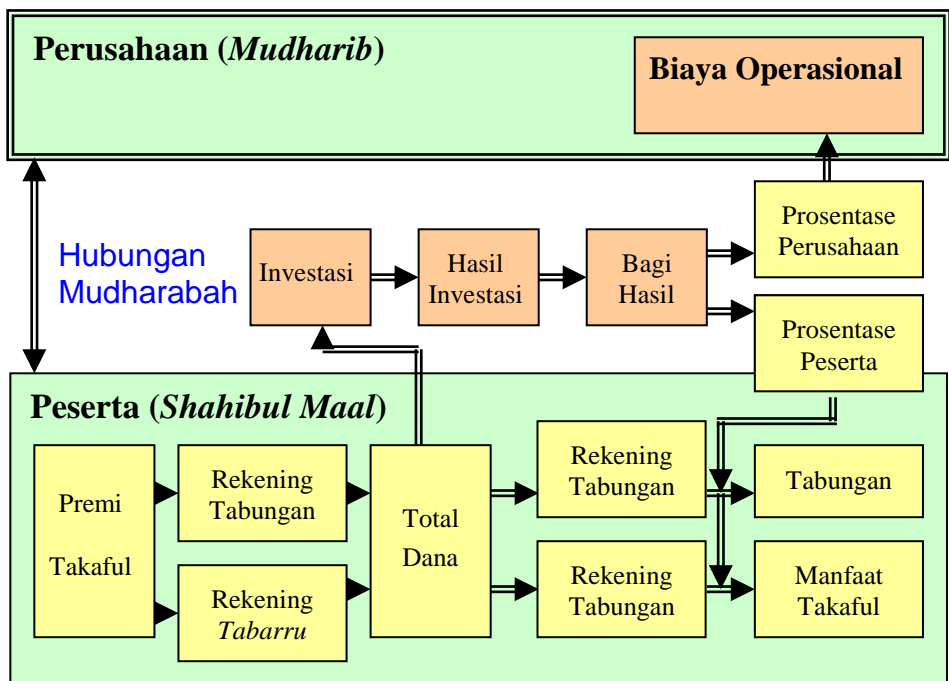 Perusahaan (Mudharib)
Biaya Operasional
Hubungan
Mudharabah
Investasi
Hasil
Investasi
Bagi
Hasil
Prosentase
Perusahaan
Prosentase
Peserta
Peserta (Shahibul Maal)
Premi
Takaful
Rekening
Tabungan
Rekening
Tabarru
Total
Dana
Rekening
Tabungan
Rekening
Tabungan
Tabungan
Manfaat
Takaful